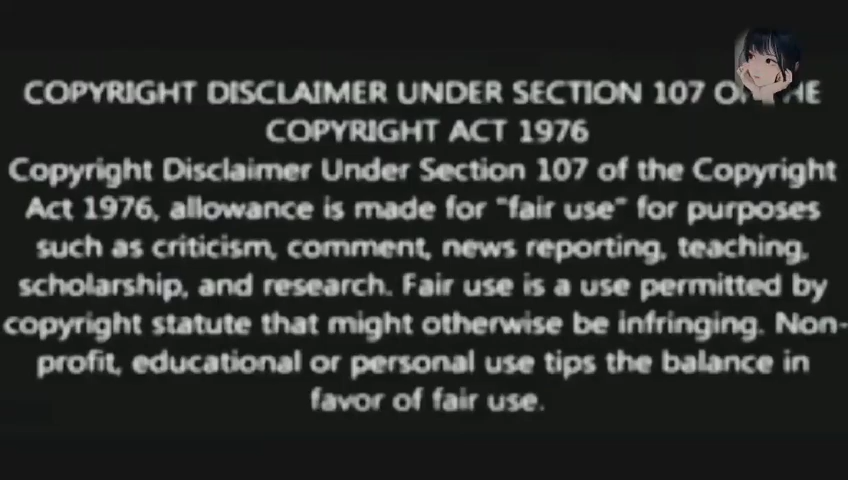 COPYRIGHT DISCLAIMER UNDER SECTION 107 OF THE
COPYRIGHT ACT 1976
Copyright Disclaimer Under Section 107 of the Copyright
Act 1976, allowance is made for "fair use" for purposes
such as criticism, comment, news reporting, teaching,
scholarship, and research. Fair use is a use permitted by
copyright statute that might otherwise be infringing. Non-
profit, educational or personal use tips the balance in
favor of fair use.